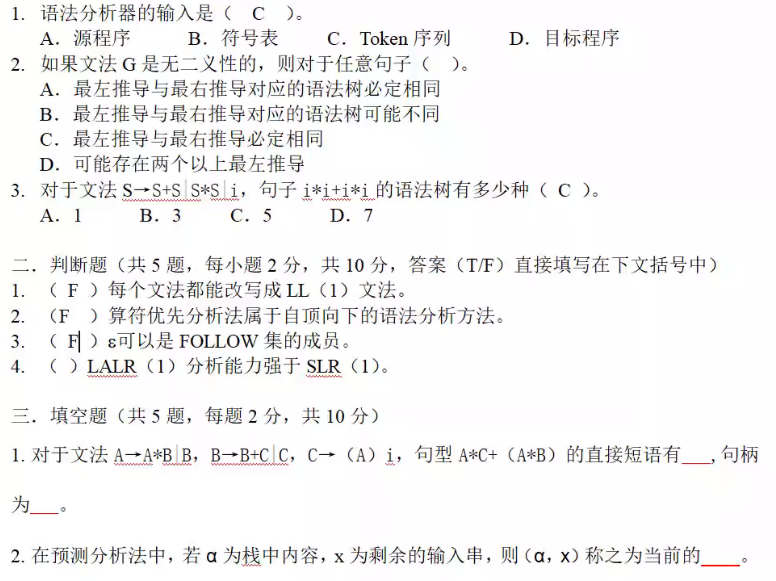 1. 语法分析器的输入是（ C ）。
A. 源程序 B. 符号表 C. Token 序列 D. 目标程序
2. 如果文法 G 是无二义性的，则对于任意句子（ ）。
A. 最左推导与最右推导对应的语法树必定相同
B. 最左推导与最右推导对应的语法树可能不同
C. 最左推导与最右推导必定相同
D. 可能存在两个以上最左推导
3. 对于文法 S→S+S|S*S|i，句子 i*i+i*i 的语法树有多少种（ C ）。
A. 1 B. 3 C. 5 D. 7
二．判断题（共 5 题，每小题 2 分，共 10 分，答案（T/F）直接填写在下文括号中）
1. （ F ）每个文法都能改写成 LL（1）文法。
2. （F ）算符优先分析法属于自顶向下的语法分析方法。
3. （ F ）ε可以是 FOLLOW 集的成员。
4. （ ）LALR（1）分析能力强于 SLR（1）。
三．填空题（共 5 题，每题 2 分，共 10 分）
1. 对于文法 A→A*B|B，B→B+C|C，C→（A）i，句型 A*C+（A*B）的直接短语有___,句柄
为___。
2. 在预测分析法中，若 α 为栈中内容，x 为剩余的输入串，则（α，x）称之为当前的____。